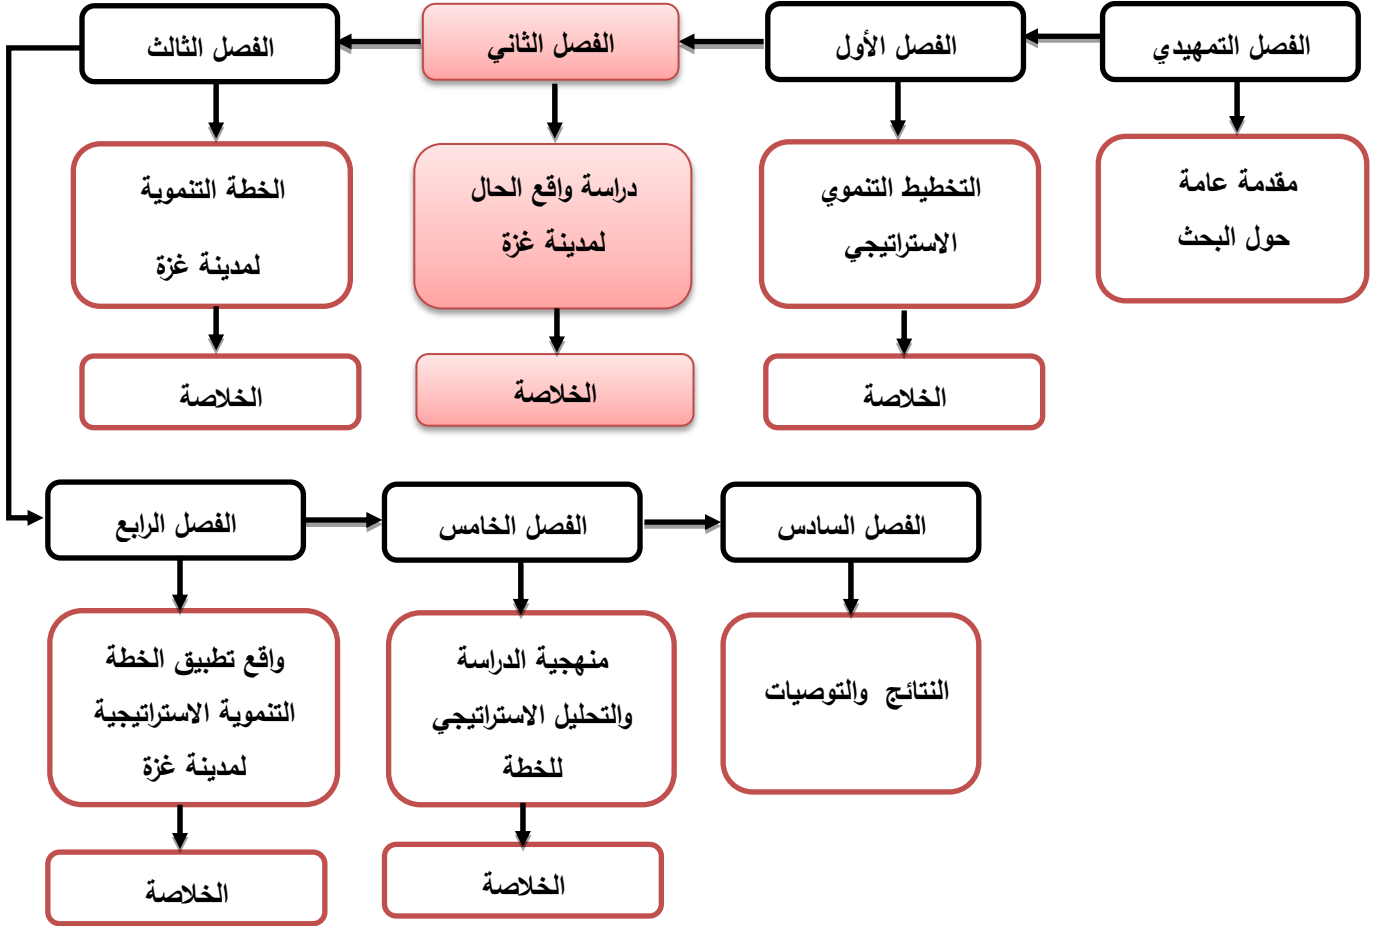 الفصل التمهيدي
مقدمة عامة
حول البحث
الفصل الأول
التخطيط التنموي
الاستراتيجي
الخلاصة
الفصل الثاني
دراسة واقع الحال
لمدينة غزة
الخلاصة
الفصل الثالث
الخطة التنموية
لمدينة غزة
الخلاصة
الفصل الرابع
واقع تطبيق الخطة
التنموية الاستراتيجية
لمدينة غزة
الخلاصة
الفصل الخامس
منهجية الدراسة
والتحليل الاستراتيجي
للخطة
الخلاصة
الفصل السادس
النتائج والتوصيات